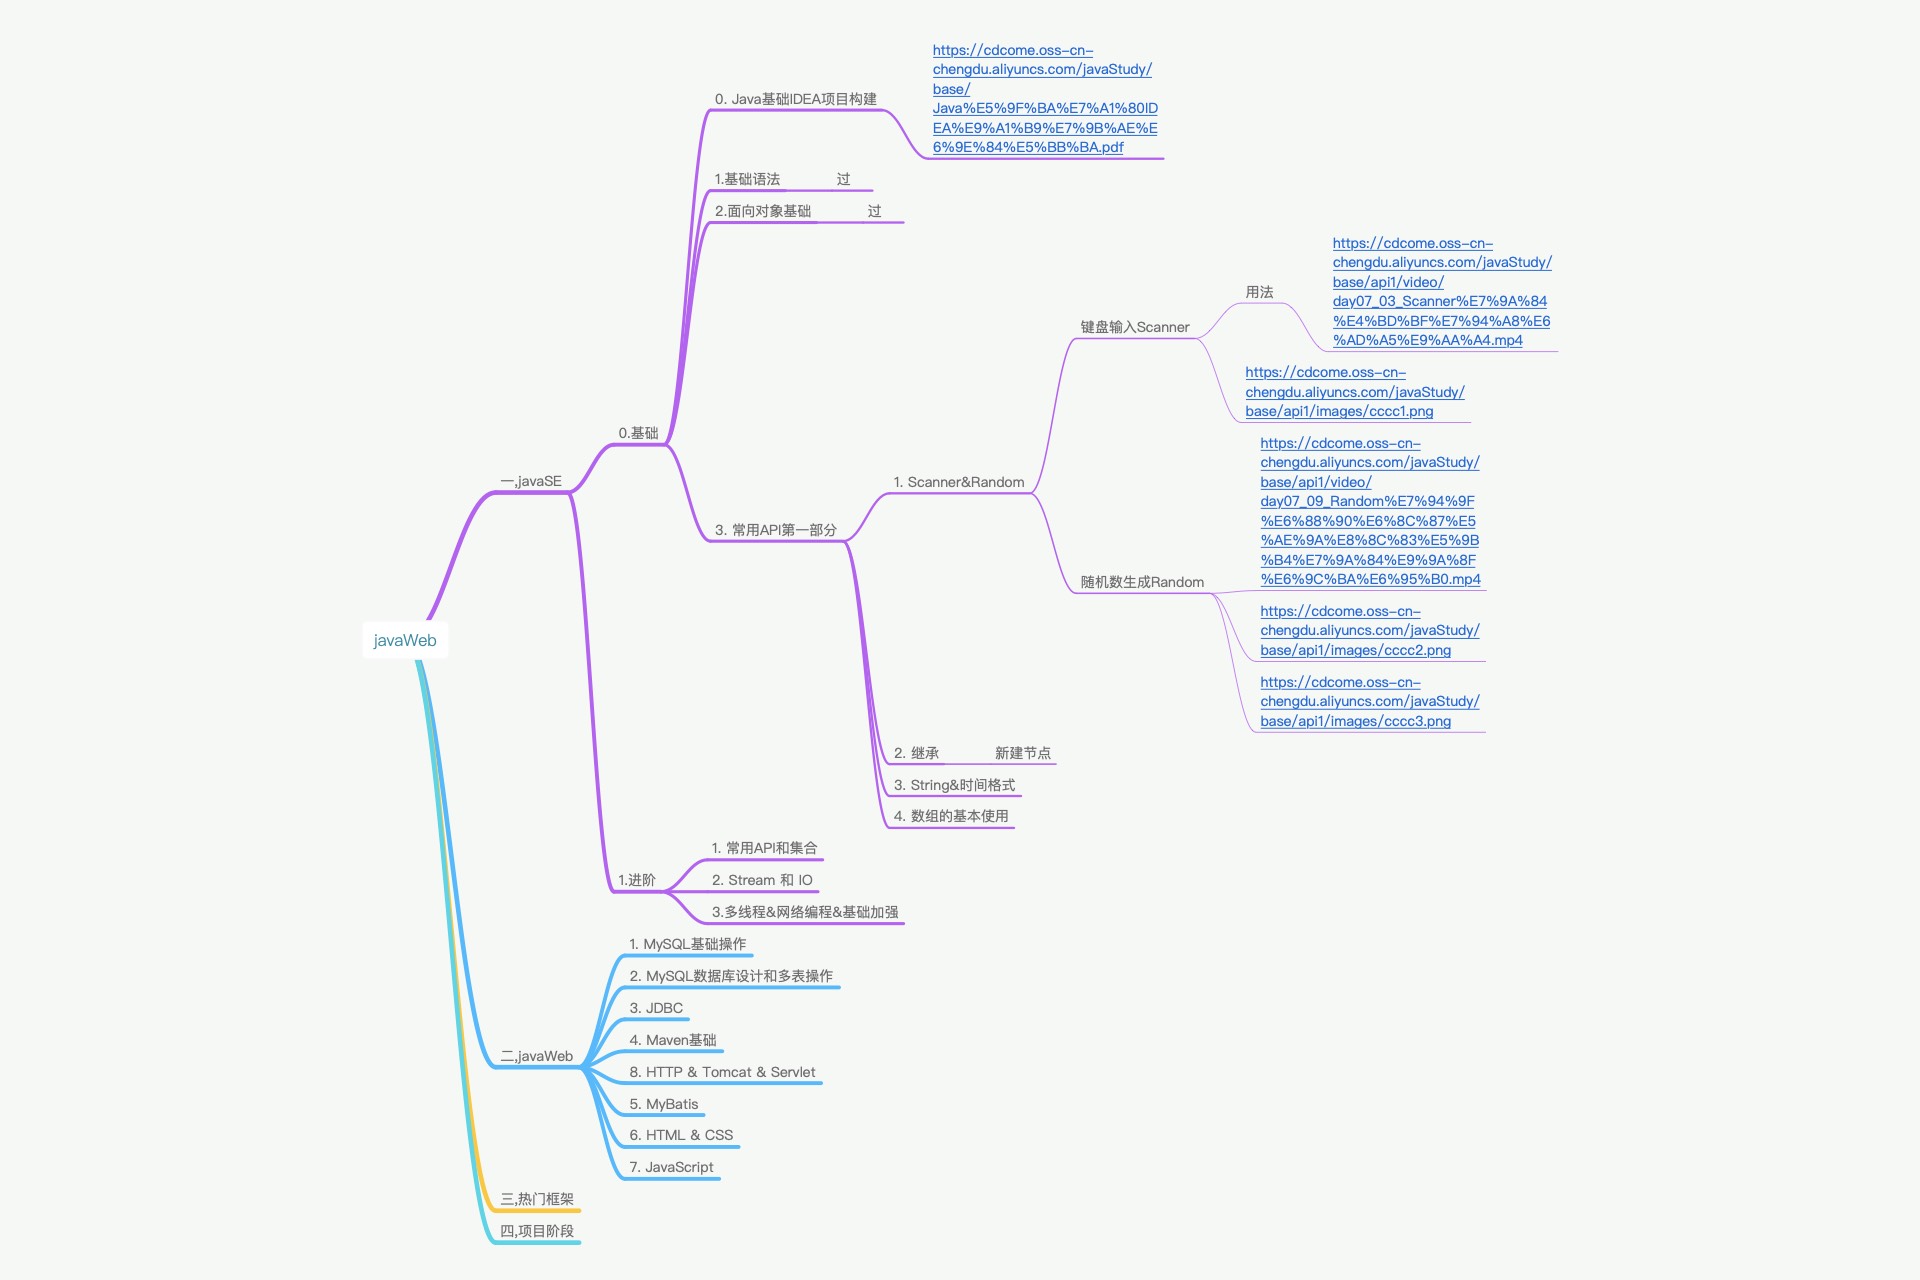 javaWeb
一,javaSE
0.基础
0. Java基础IDEA项目构建
https://cdcome.oss-cn-
chengdu.aliyuncs.com/javaStudy/
base/
Java%E5%9F%BA%E7%A1%80ID
EA%E9%A1%B9%E7%9B%AE%E
6%9E%84%E5%BB%BA.pdf
1.基础语法
过
2.面向对象基础
过
3. 常用API第一部分
1. Scanner&Random
键盘输入Scanner
用法
https://cdcome.oss-cn-
chengdu.aliyuncs.com/javaStudy/
base/api1/video/
day07_03_Scanner%E7%9A%84
%E4%BD%BF%E7%94%A8%E6
%AD%A5%E9%AA%A4.mp4
https://cdcome.oss-cn-
chengdu.aliyuncs.com/javaStudy/
base/api1/images/cccc1.png
随机数生成Random
https://cdcome.oss-cn-
chengdu.aliyuncs.com/javaStudy/
base/api1/video/
day07_09_Random%E7%94%9F
%E6%88%90%E6%8C%87%E5
%AE%9A%E8%8C%83%E5%9B
%B4%E7%9A%84%E9%9A%8F
%E6%9C%BA%E6%95%B0.mp4
https://cdcome.oss-cn-
chengdu.aliyuncs.com/javaStudy/
base/api1/images/cccc2.png
https://cdcome.oss-cn-
chengdu.aliyuncs.com/javaStudy/
base/api1/images/cccc3.png
2. 继承
新建节点
3. String&时间格式
4. 数组的基本使用
1.进阶
1. 常用API和集合
2. Stream 和 IO
3.多线程&网络编程&基础加强
二,javaWeb
1. MySQL基础操作
2. MySQL数据库设计和多表操作
3. JDBC
4. Maven基础
8. HTTP & Tomcat & Servlet
5. MyBatis
6. HTML & CSS
7. JavaScript
三,热门框架
四,项目阶段